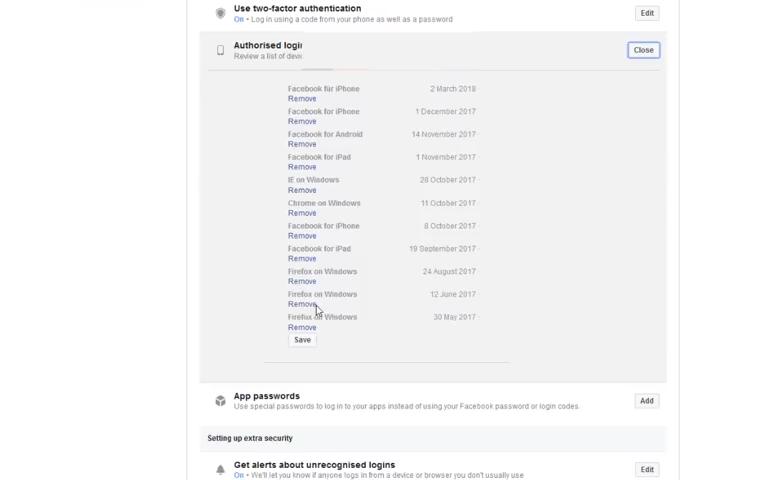 Use two-factor authentication
Edit
On • Log in using a code from your phone as well as a password
Authorised logi
Close
Review a list of devi
Facebook für iPhone 2 March 2018
Remove
Facebook for iPhone 1 December 2017
Remove
Facebook for Android 14 November 2017
Remove
Facebook for iPad 1 November 2017
Remove
IE on Windows 26 October 2017
Remove
Chrome on Windows 11 October 2017
Remove
Facebook for iPhone 8 October 2017
Remove
Facebook for iPad 19 September 2017
Remove
Firefox on Windows 24 August 2017
Remove
Firefox on Windows 12 June 2017
Remove
Firefox on Windows 30 May 2017
Remove
Save
App passwords
Add
Use special passwords to log in to your apps instead of using your Facebook password or login codes.
Setting up extra security
Get alerts about unrecognised logins
Edit
On • We'll let you know if anyone logs in from a device or browser you don't usually use